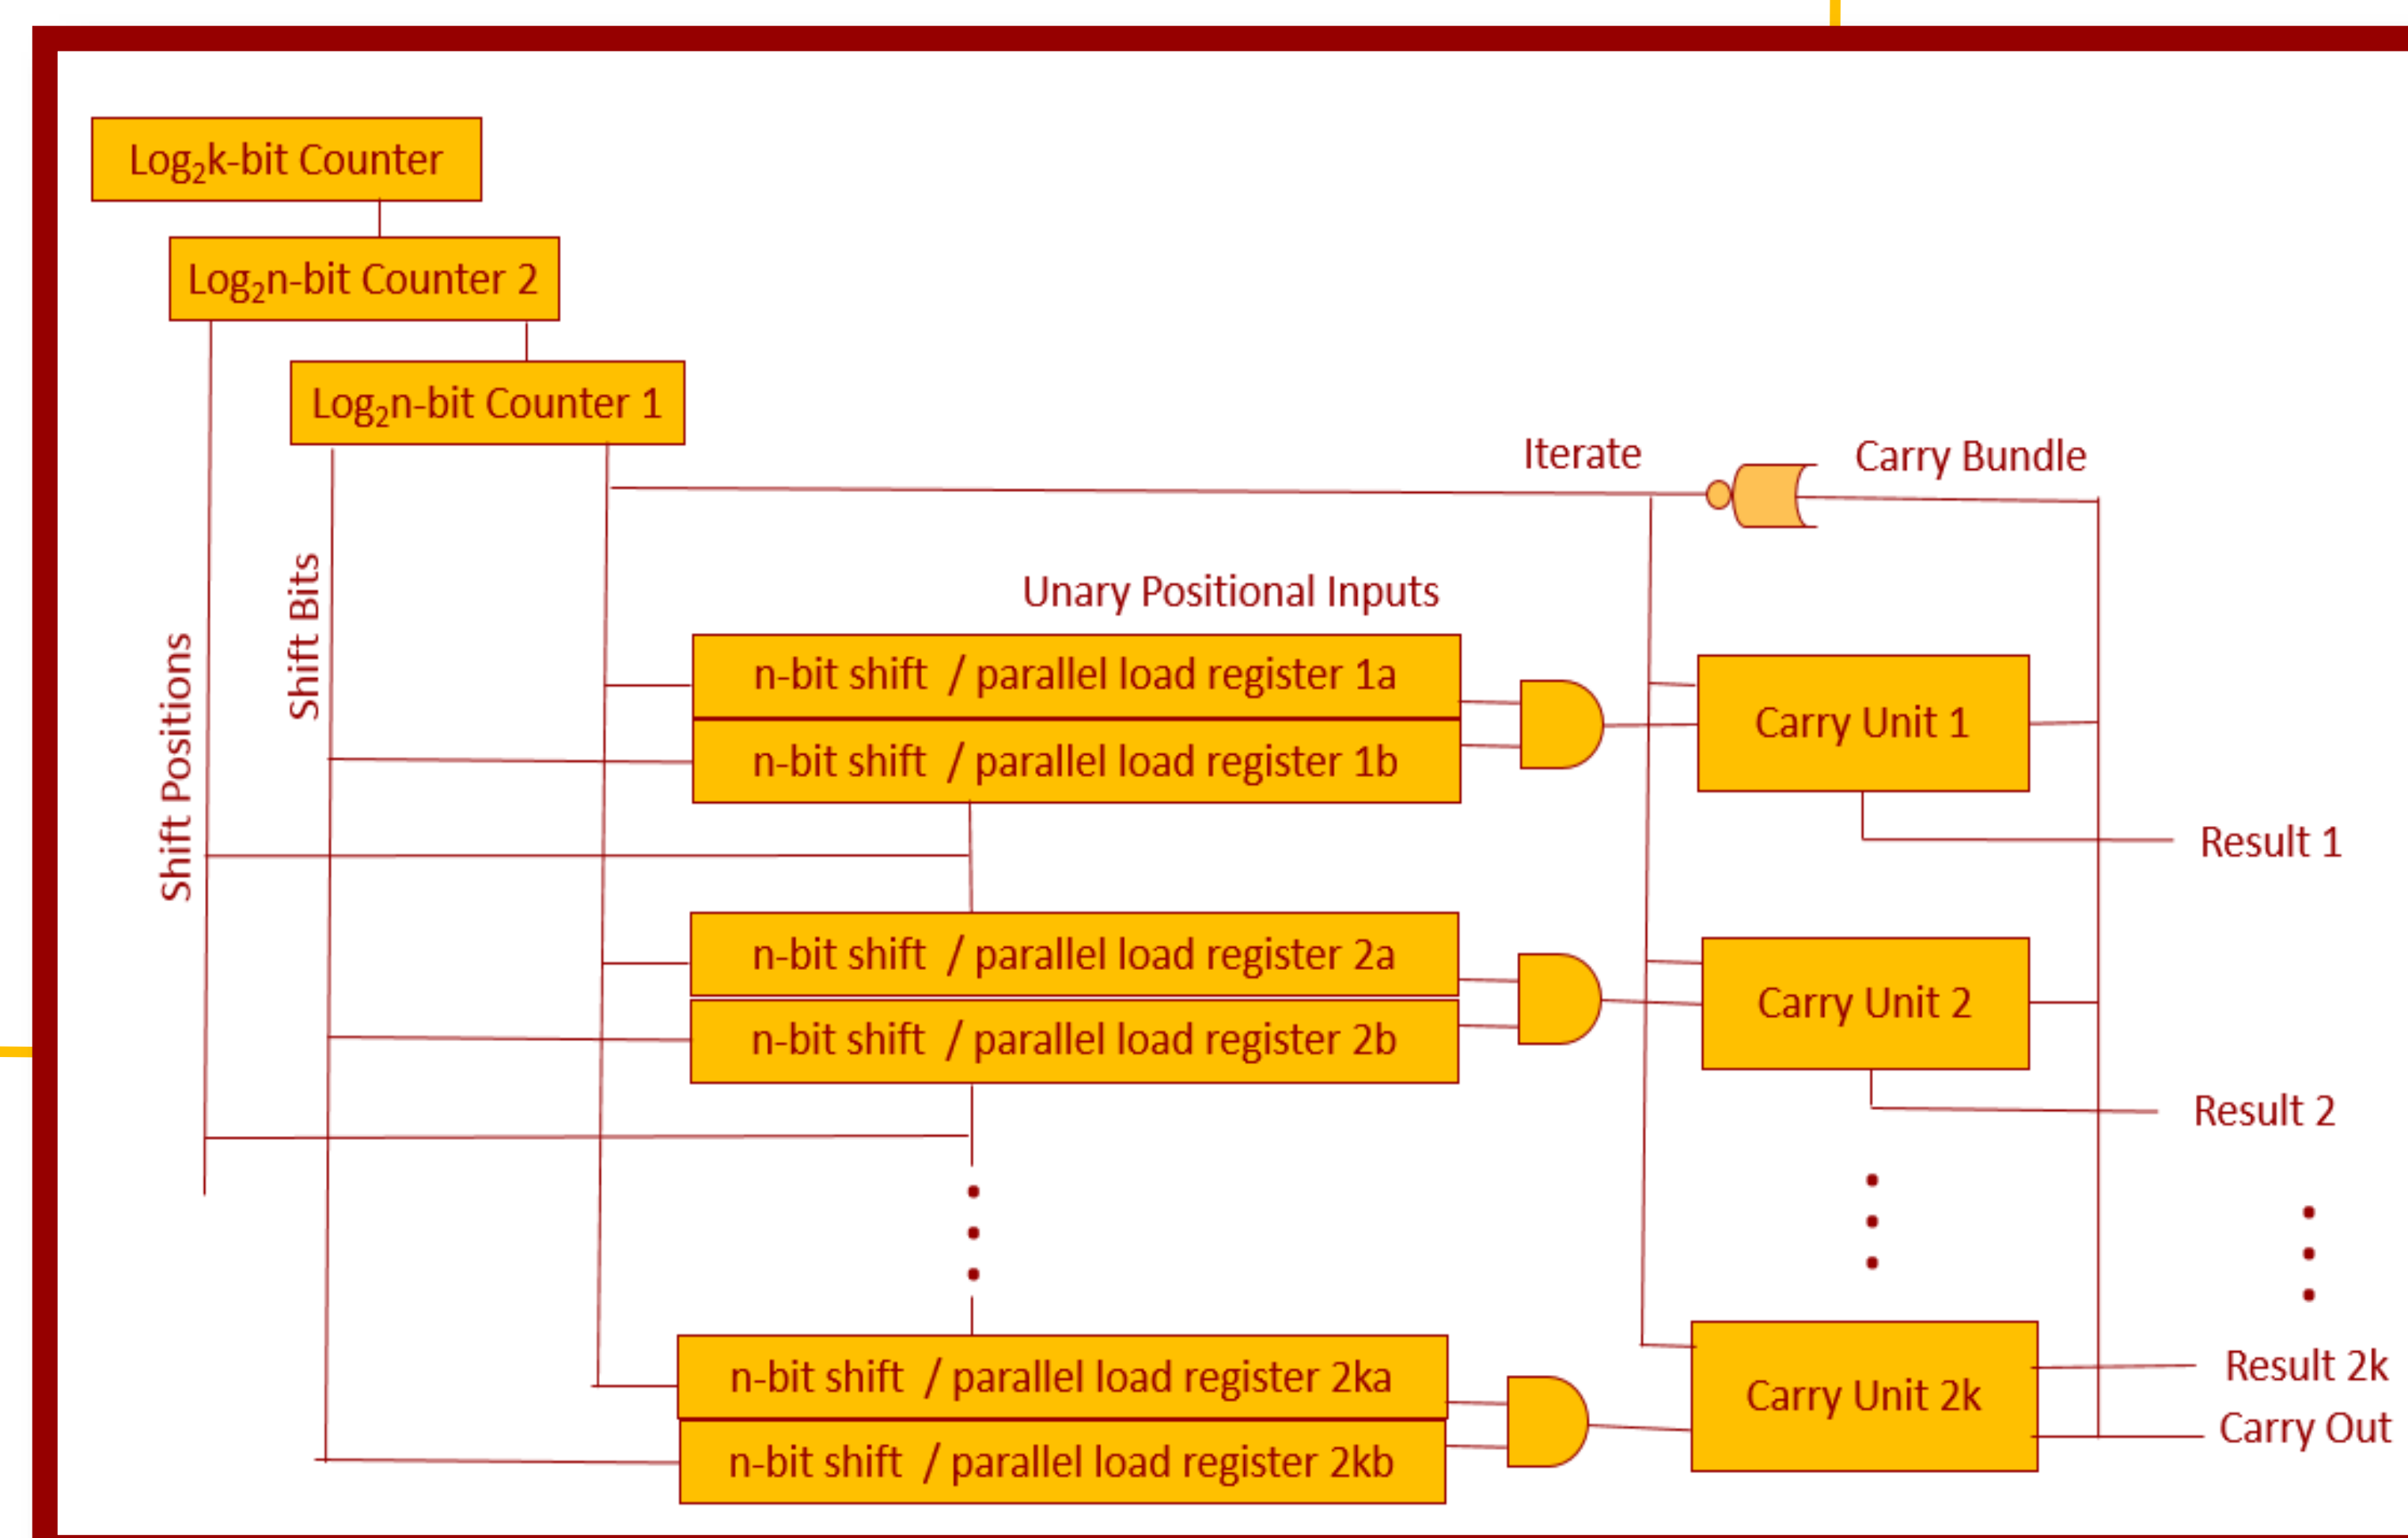 Log₂k-bit Counter
Log₂n-bit Counter 2
Log₂n-bit Counter 1
Iterate
Carry Bundle
Shift Positions
Shift Bits
Unary Positional Inputs
n-bit shift / parallel load register 1a
n-bit shift / parallel load register 1b
Carry Unit 1
Result 1
n-bit shift / parallel load register 2a
n-bit shift / parallel load register 2b
Carry Unit 2
Result 2
n-bit shift / parallel load register 2ka
n-bit shift / parallel load register 2kb
Carry Unit 2k
Result 2k
Carry Out